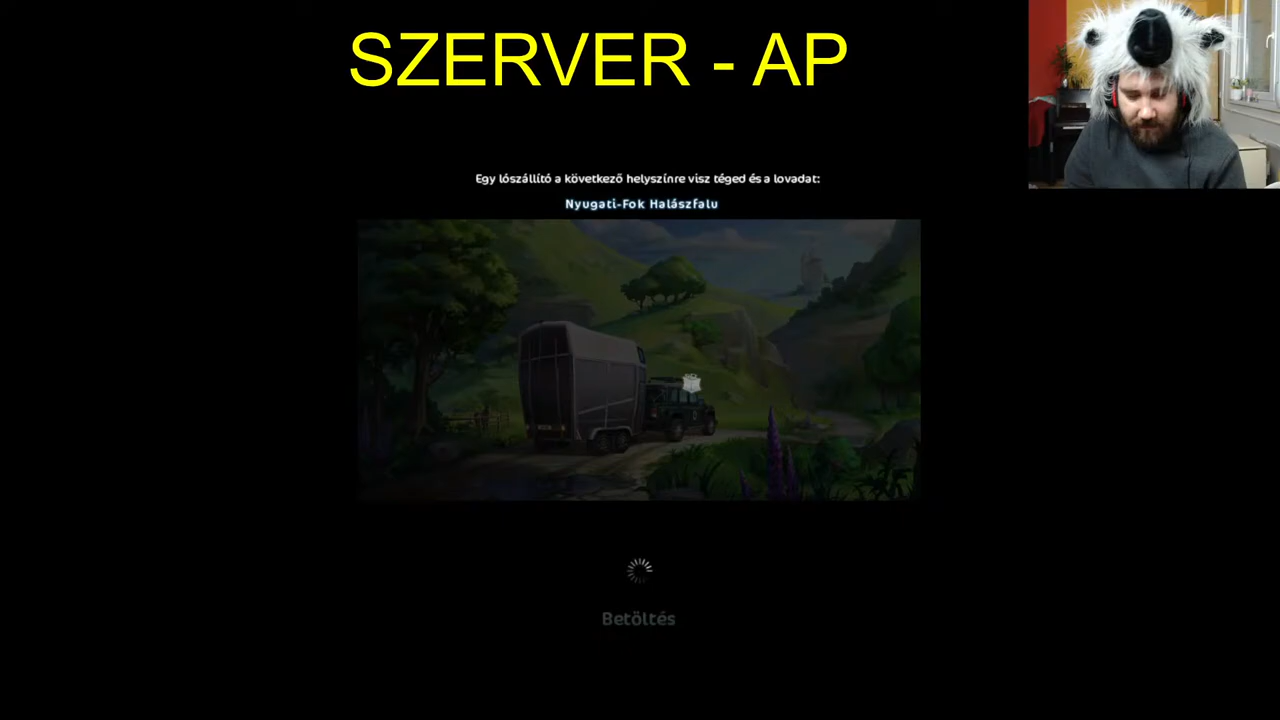 SZERVER - AP
Egy lószállító a következő helyszínre visz téged és a lovadat:
Nyugati-Fok Halászfalu
Betöltés